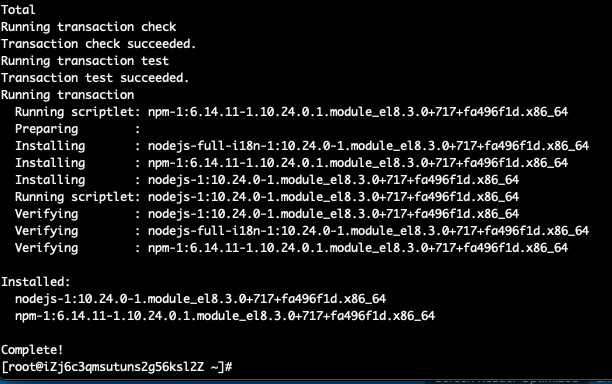 Total
Running transaction check
Transaction check succeeded.
Running transaction test
Transaction test succeeded.
Running transaction
  Running scriptlet: npm-1:6.14.11-1.10.24.0.1.module_el8.3.0+717+fa496f1d.x86_64
  Preparing        :
  Installing       : nodejs-full-i18n-1:10.24.0-1.module_el8.3.0+717+fa496f1d.x86_64
  Installing       : npm-1:6.14.11-1.10.24.0.1.module_el8.3.0+717+fa496f1d.x86_64
  Installing       : nodejs-1:10.24.0-1.module_el8.3.0+717+fa496f1d.x86_64
  Running scriptlet: nodejs-1:10.24.0-1.module_el8.3.0+717+fa496f1d.x86_64
  Verifying        : nodejs-1:10.24.0-1.module_el8.3.0+717+fa496f1d.x86_64
  Verifying        : nodejs-full-i18n-1:10.24.0-1.module_el8.3.0+717+fa496f1d.x86_64
  Verifying        : npm-1:6.14.11-1.10.24.0.1.module_el8.3.0+717+fa496f1d.x86_64
Installed:
  nodejs-1:10.24.0-1.module_el8.3.0+717+fa496f1d.x86_64
  npm-1:6.14.11-1.10.24.0.1.module_el8.3.0+717+fa496f1d.x86_64
Complete!
[root@iZj6c3qmsutuns2g56ksl2Z ~]#